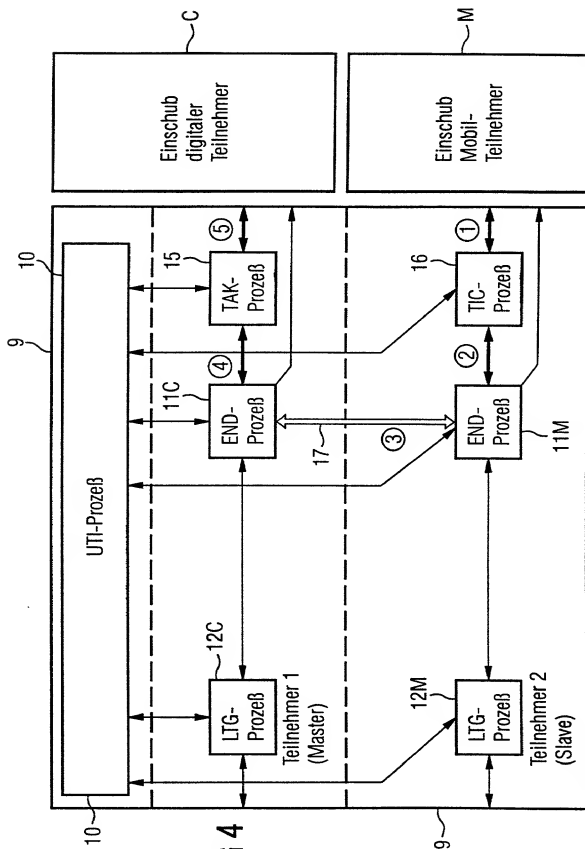 9
10
UTI-Prozeß
10
C
Einschub
digitaler
Teilnehmer
M
Einschub
Mobil-
Teilnehmer
12C
LTG-
Prozeß
Teilnehmer 1
(Master)
11C
END-
Prozeß
④
15
TAK-
Prozeß
⑤
17
③
12M
LTG-
Prozeß
Teilnehmer 2
(Slave)
END-
Prozeß
11M
②
16
TIC-
Prozeß
①
9
4